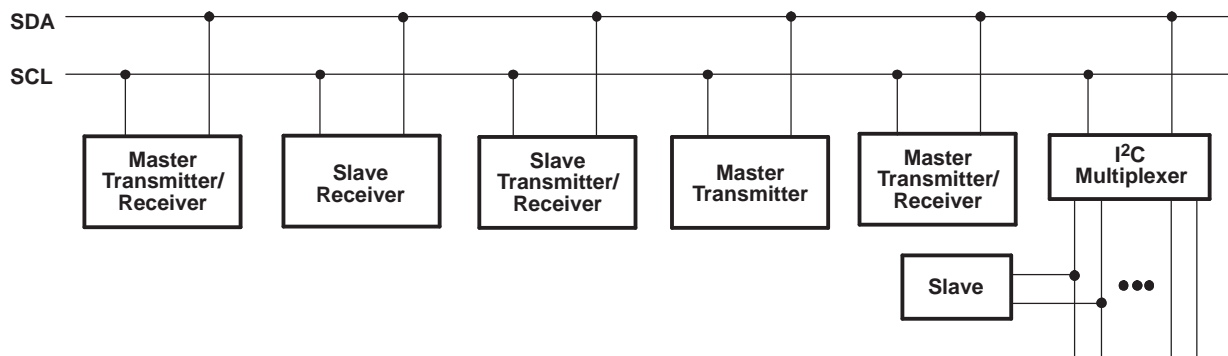 SDA
SCL
Master
Transmitter/
Receiver
Slave
Receiver
Slave
Transmitter/
Receiver
Master
Transmitter
Master
Transmitter/
Receiver
I²C
Multiplexer
Slave